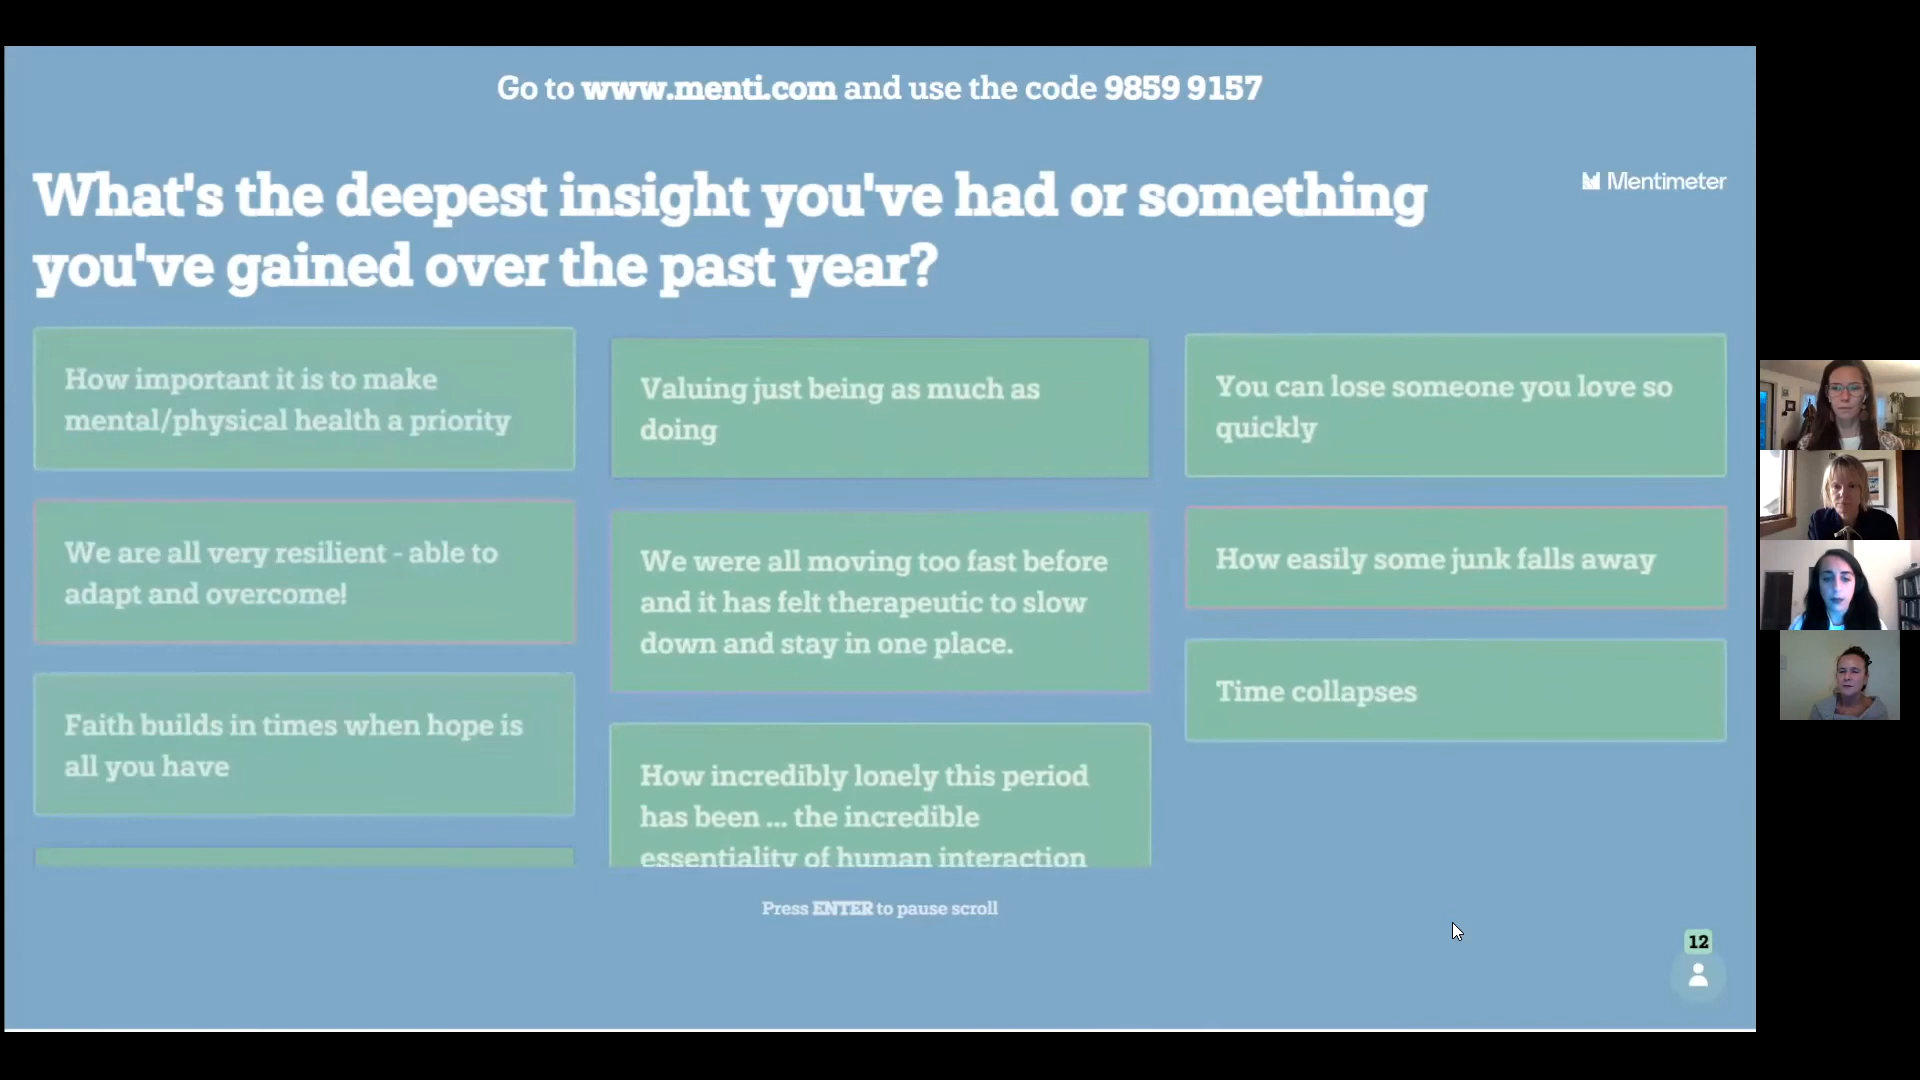 Go to www.menti.com and use the code 9859 9157
What's the deepest insight you've had or something
you've gained over the past year?
Mentimeter
How important it is to make
mental/physical health a priority
We are all very resilient - able to
adapt and overcome!
Faith builds in times when hope is
all you have
Valuing just being as much as
doing
We were all moving too fast before
and it has felt therapeutic to slow
down and stay in one place.
How incredibly lonely this period
has been ... the incredible
essentiality of human interaction
You can lose someone you love so
quickly
How easily some junk falls away
Time collapses
Press ENTER to pause scroll
12